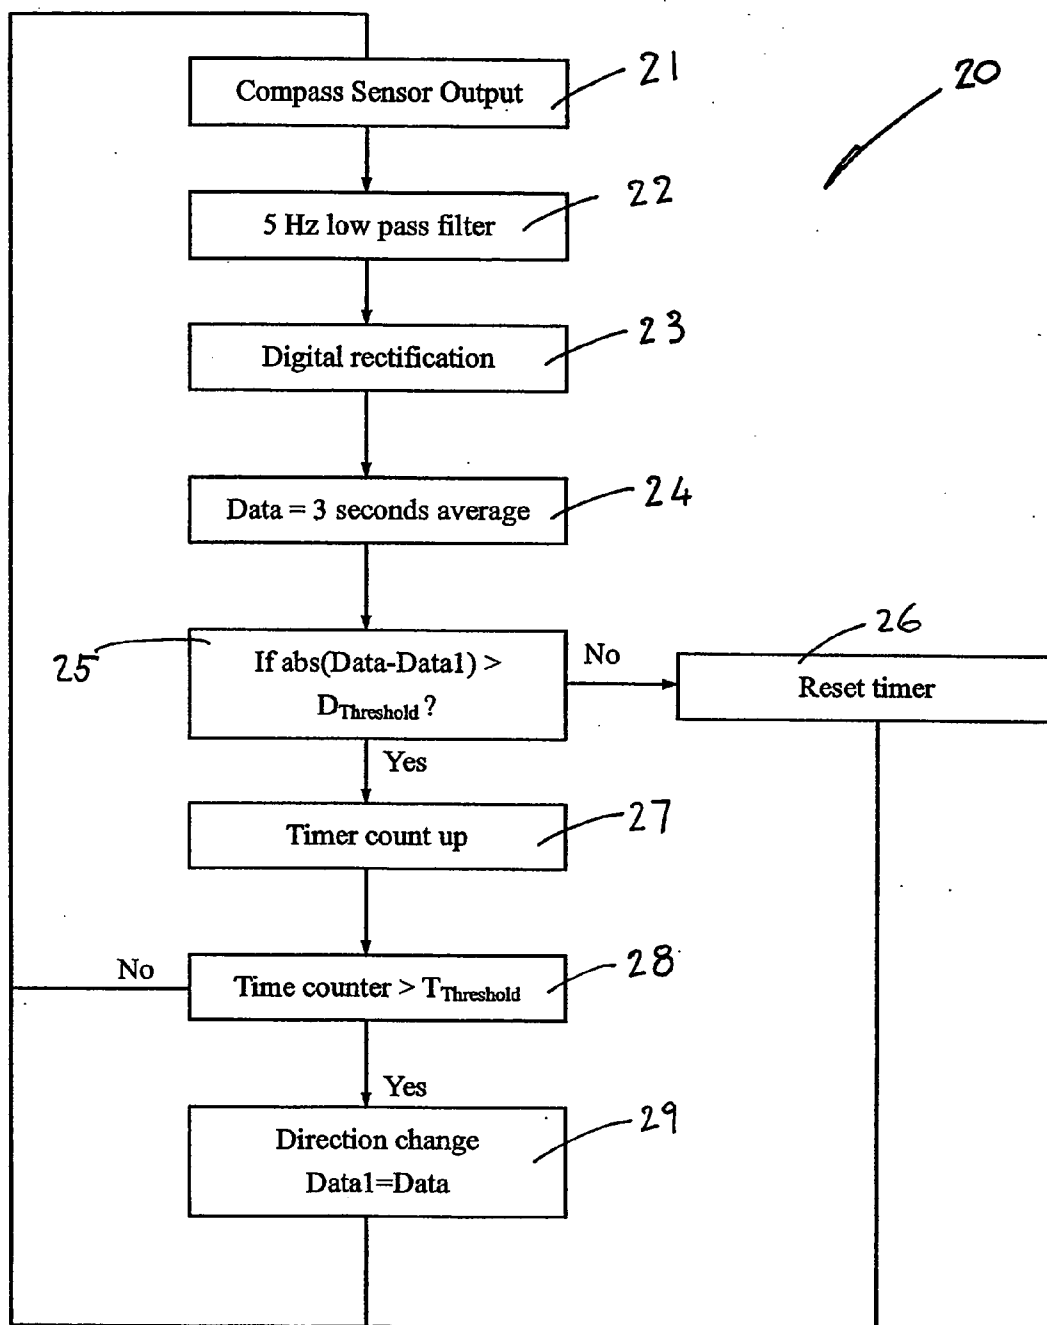 Compass Sensor Output
21
20
5 Hz low pass filter
22
Digital rectification
23
Data = 3 seconds average
24
25
If abs(Data-Data1) >
DThreshold ?
No
26
Reset timer
Yes
Timer count up
27
No
Time counter > TThreshold
28
Yes
Direction change
Data1=Data
29